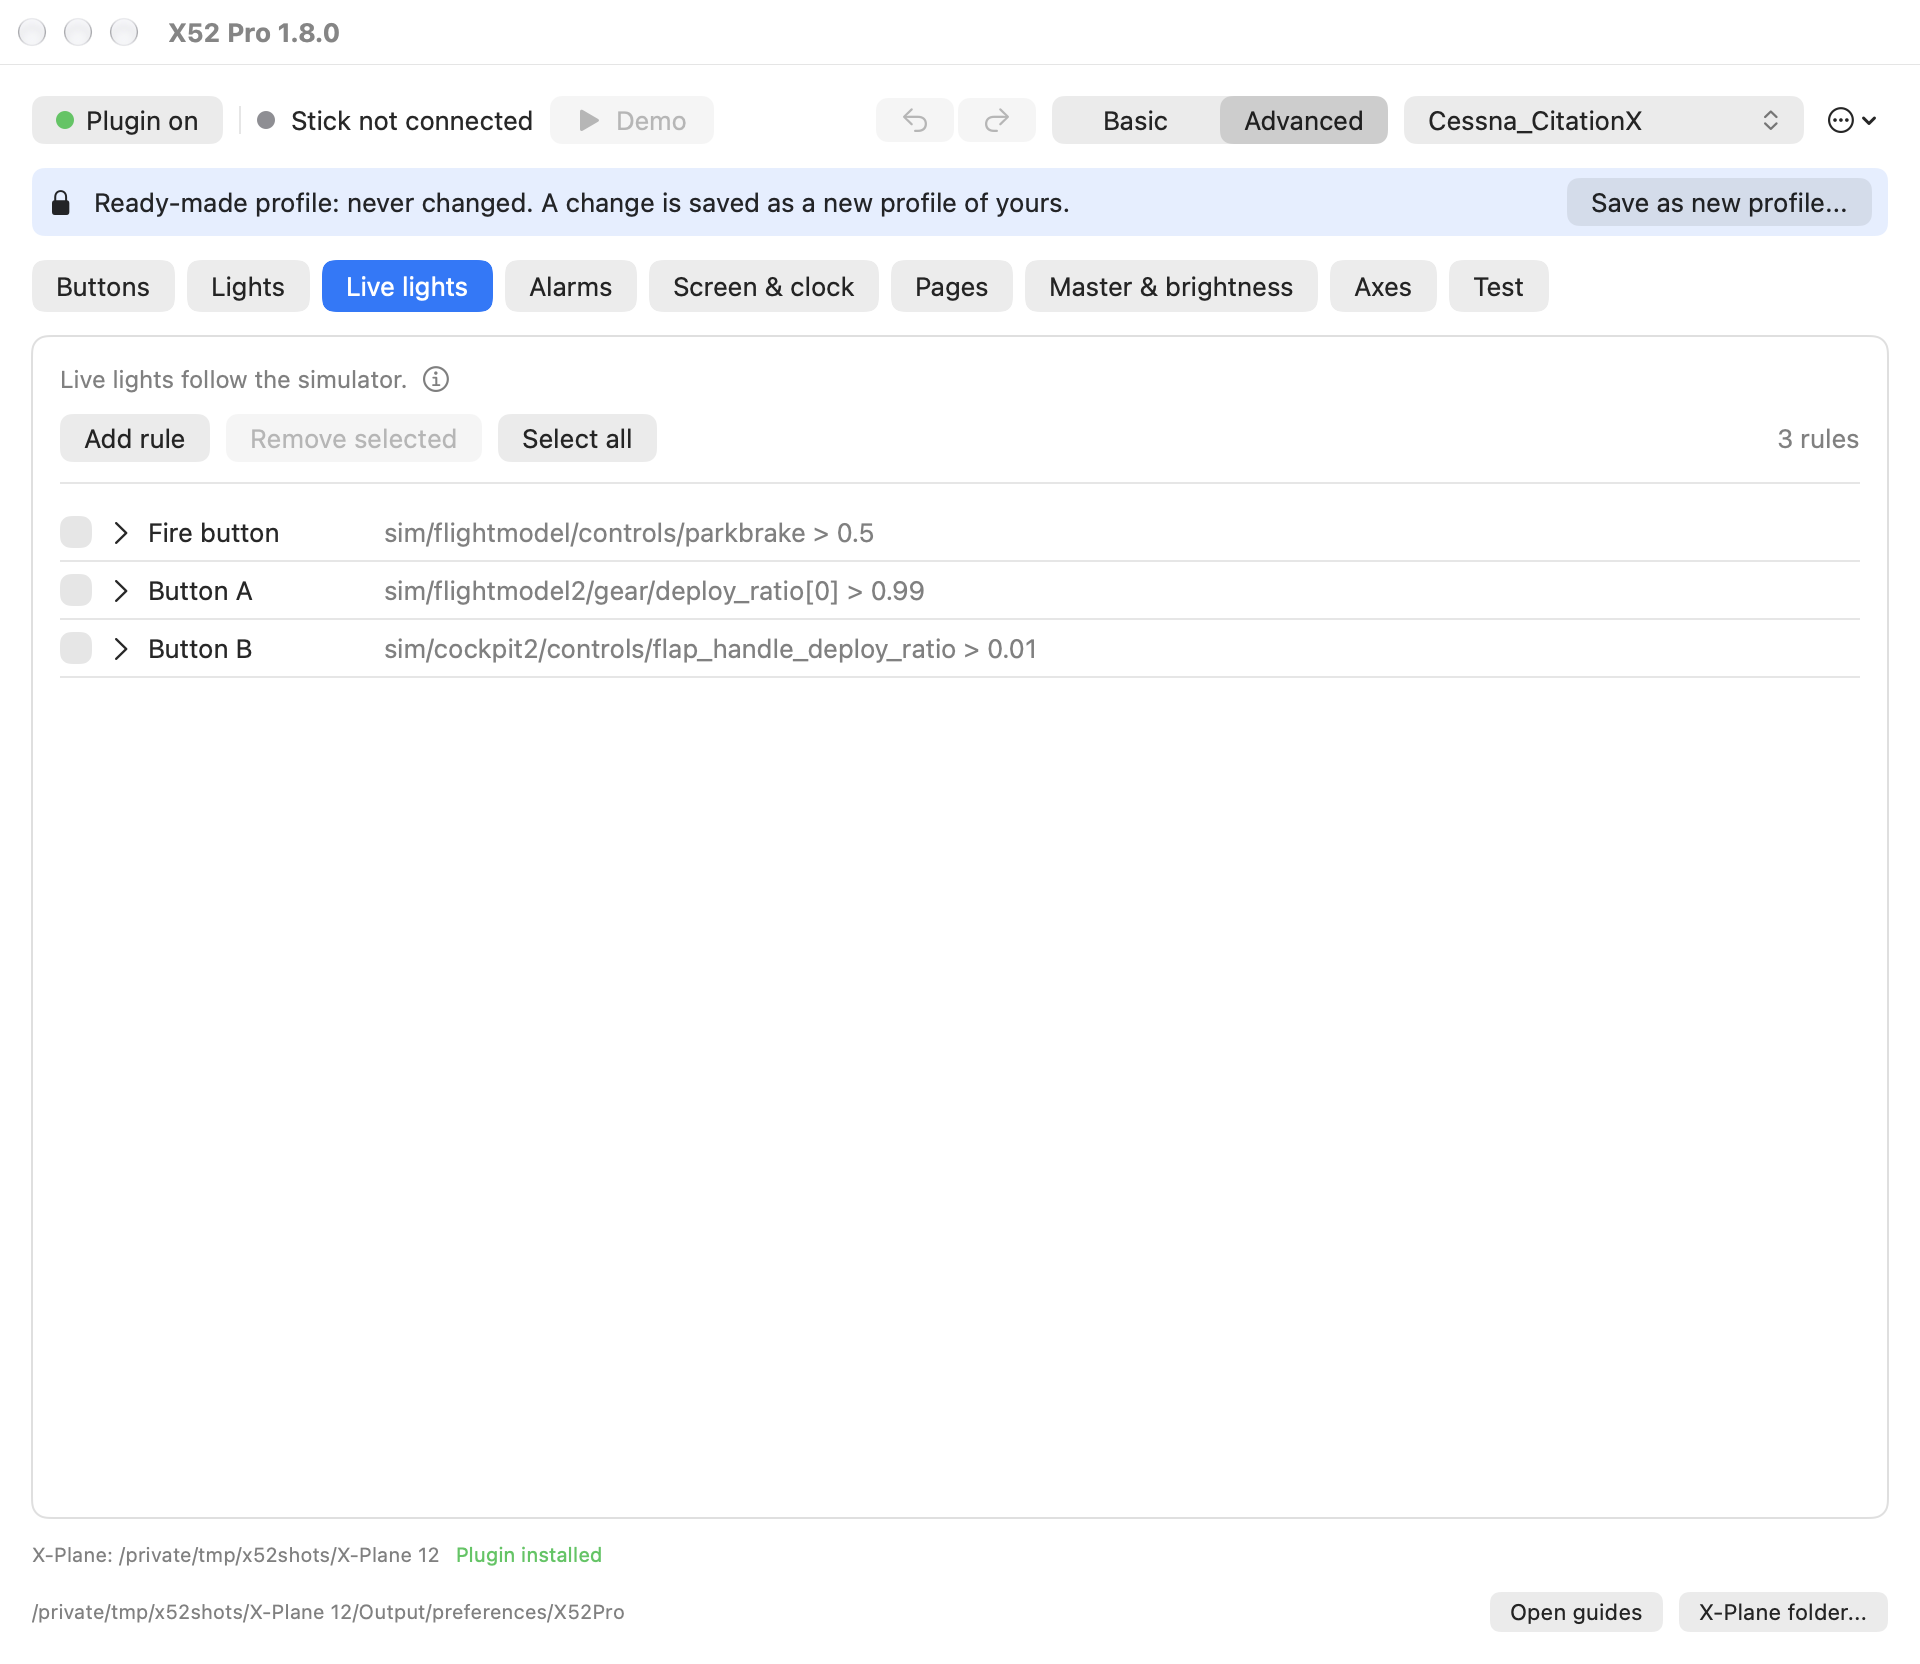 X52 Pro 1.8.0
Plugin on
Stick not connected
Demo
Basic
Advanced
Cessna_CitationX
Ready-made profile: never changed. A change is saved as a new profile of yours.
Save as new profile...
Buttons
Lights
Live lights
Alarms
Screen & clock
Pages
Master & brightness
Axes
Test
Live lights follow the simulator.
Add rule
Remove selected
Select all
3 rules
Fire button sim/flightmodel/controls/parkbrake > 0.5
Button A sim/flightmodel2/gear/deploy_ratio[0] > 0.99
Button B sim/cockpit2/controls/flap_handle_deploy_ratio > 0.01
X-Plane: /private/tmp/x52shots/X-Plane 12 Plugin installed
/private/tmp/x52shots/X-Plane 12/Output/preferences/X52Pro
Open guides
X-Plane folder...